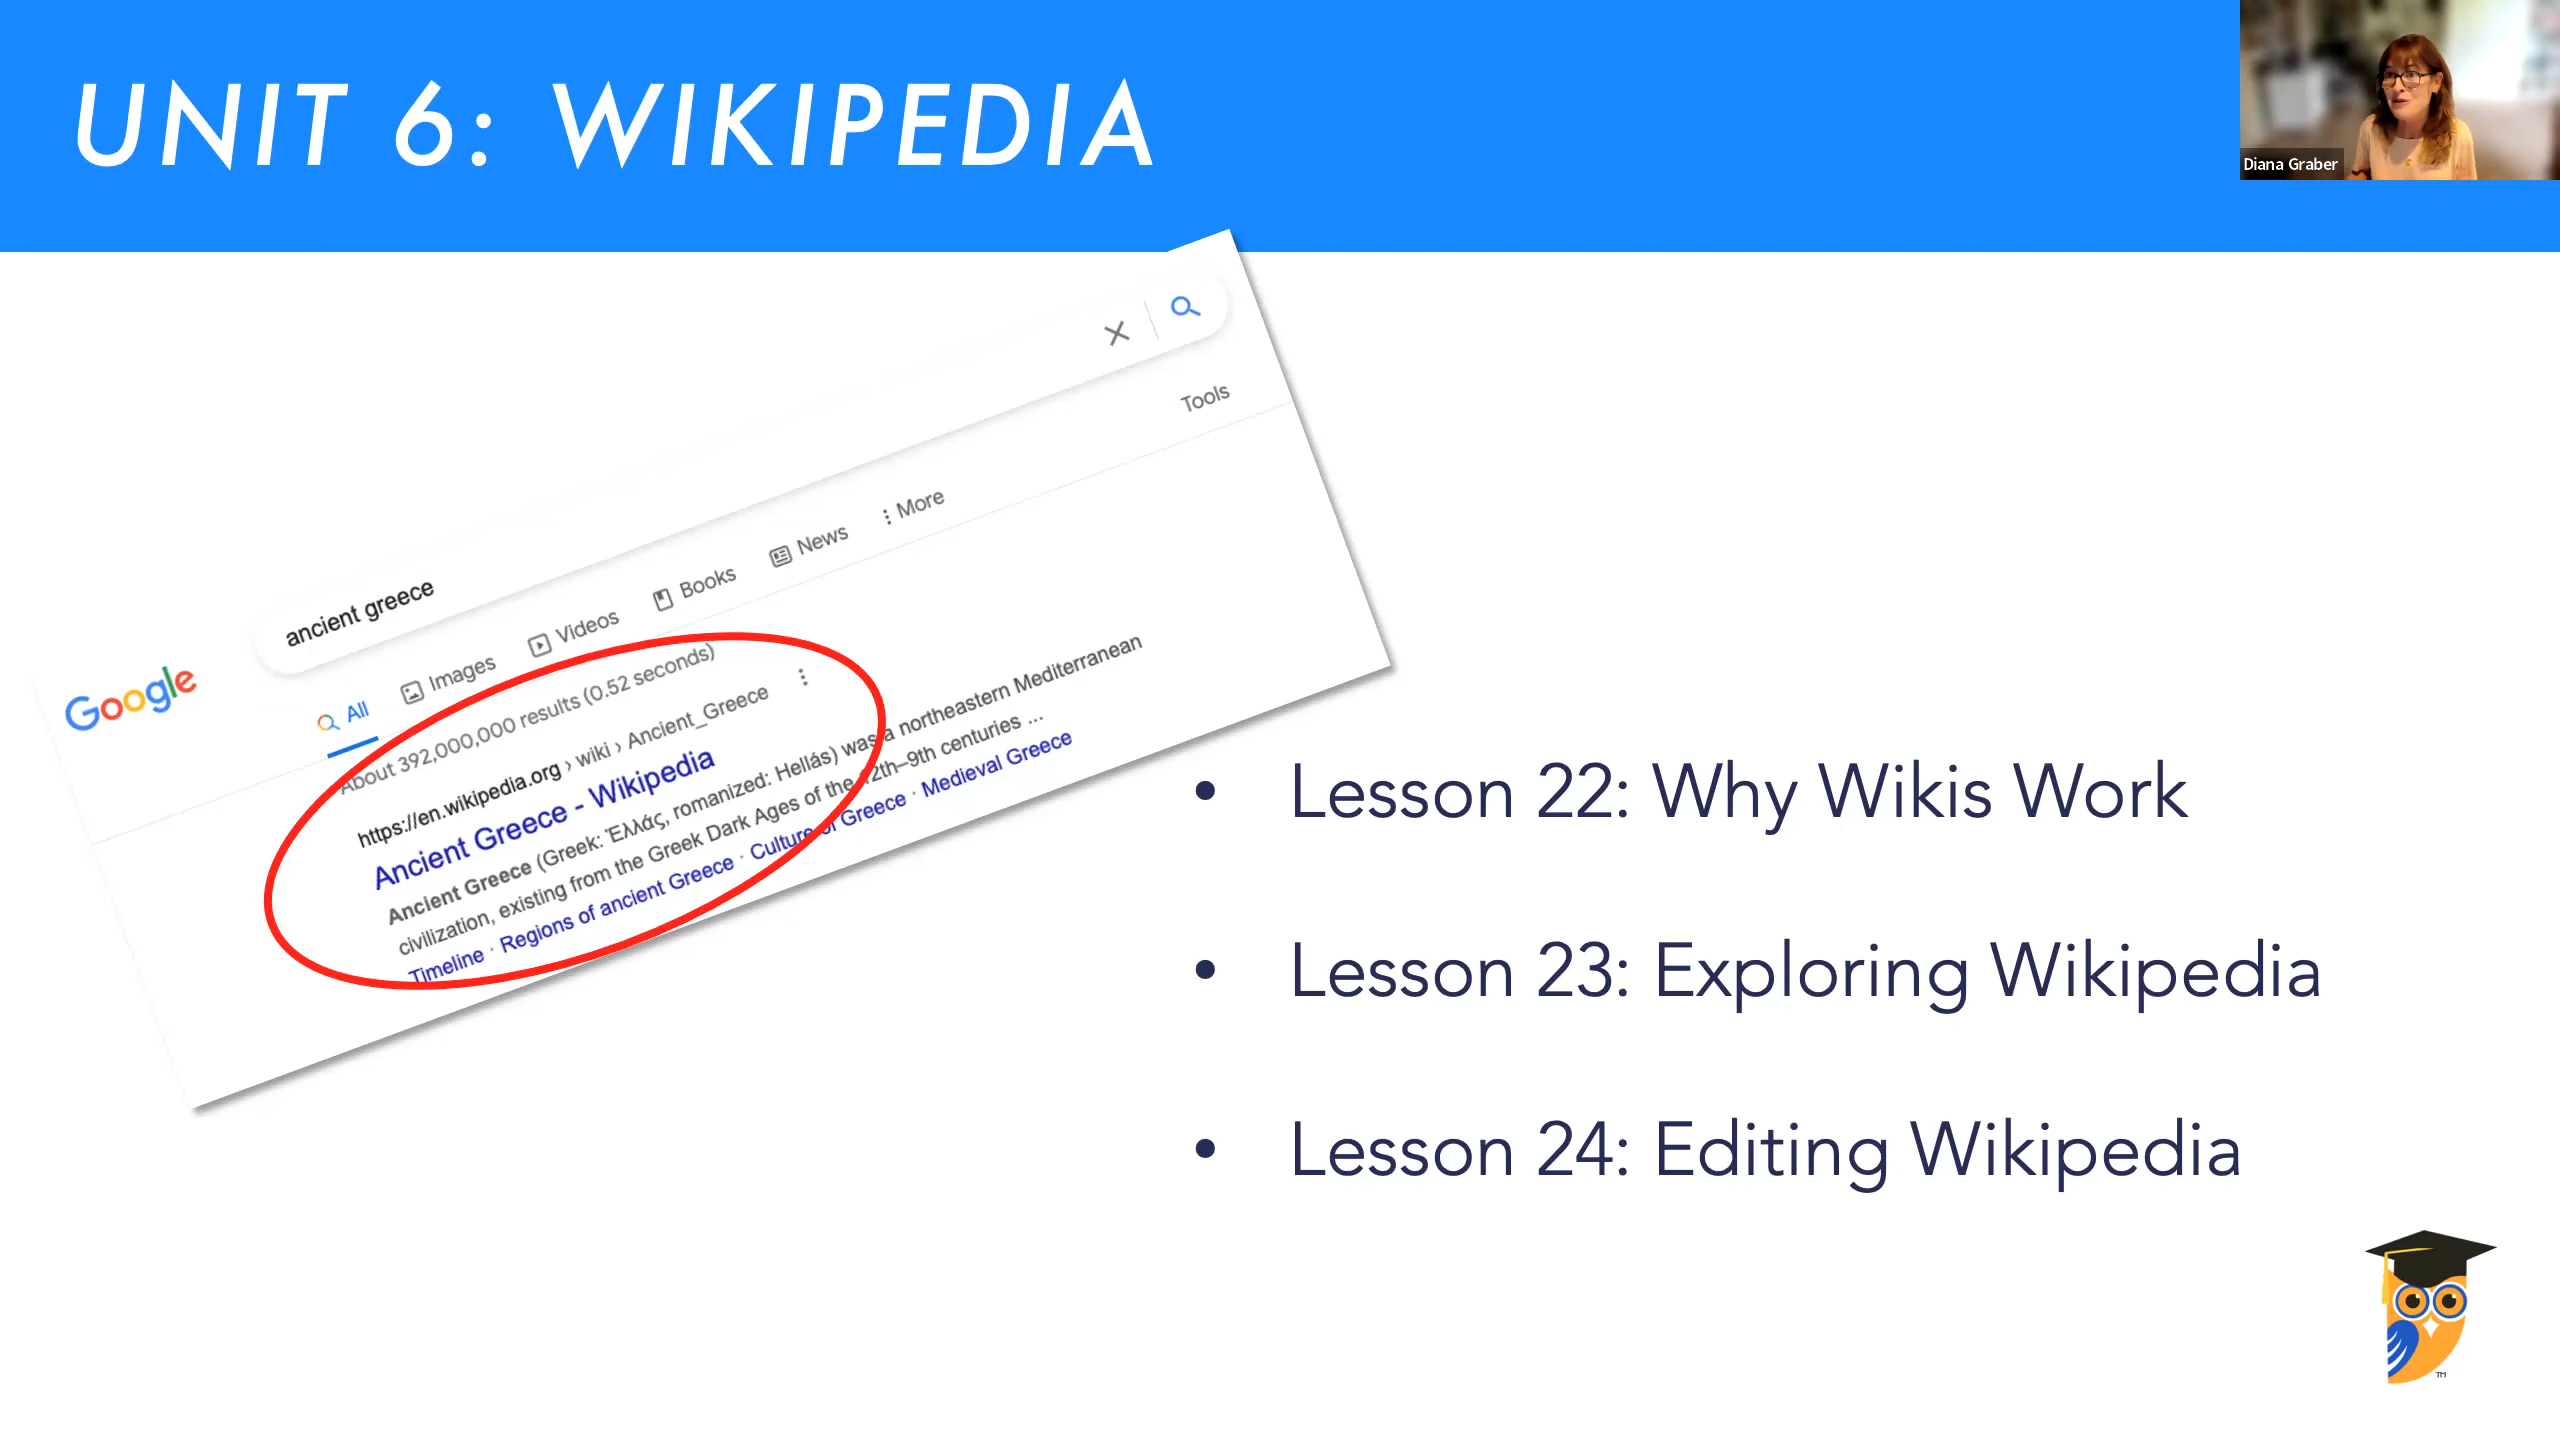 UNIT 6: WIKIPEDIA
Diana Graber
Google
ancient greece
All
Images
Videos
Books
News
More
Tools
About 392,000,000 results (0.52 seconds)
https://en.wikipedia.org › wiki › Ancient_Greece
Ancient Greece - Wikipedia
Ancient Greece (Greek: Ἑλλάς, romanized: Hellás) was a northeastern Mediterranean
civilization, existing from the Greek Dark Ages of the 12th–9th centuries ...
Timeline · Regions of ancient Greece · Culture of Greece · Medieval Greece
• Lesson 22: Why Wikis Work
• Lesson 23: Exploring Wikipedia
• Lesson 24: Editing Wikipedia
TM